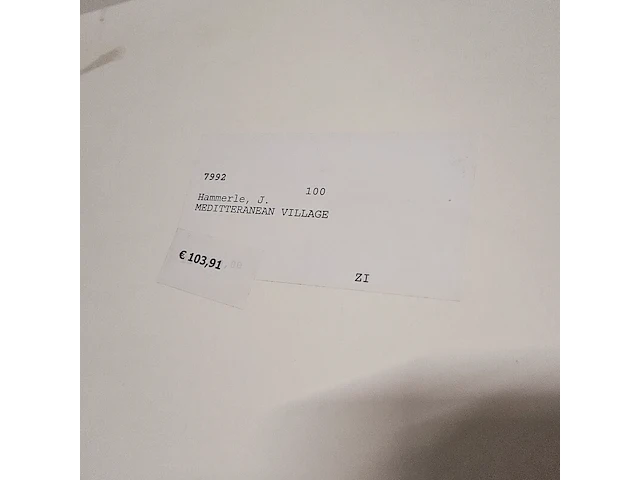 7992
100
Hammerle, J.
MEDITTERANEAN VILLAGE
€ 103,91
ZI